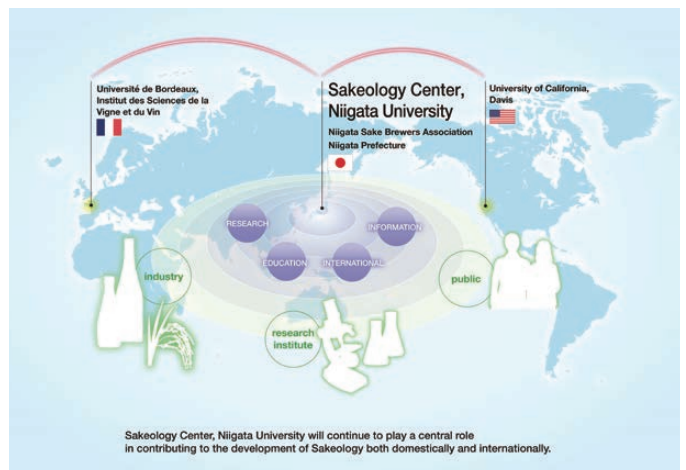 Université de Bordeaux,
Institut des Sciences de la
Vigne et du Vin
Sakeology Center,
Niigata University
Niigata Sake Brewers Association
Niigata Prefecture
University of California,
Davis
RESEARCH
INFORMATION
EDUCATION
INTERNATIONAL
industry
public
research
institute
Sakeology Center, Niigata University will continue to play a central role
in contributing to the development of Sakeology both domestically and internationally.